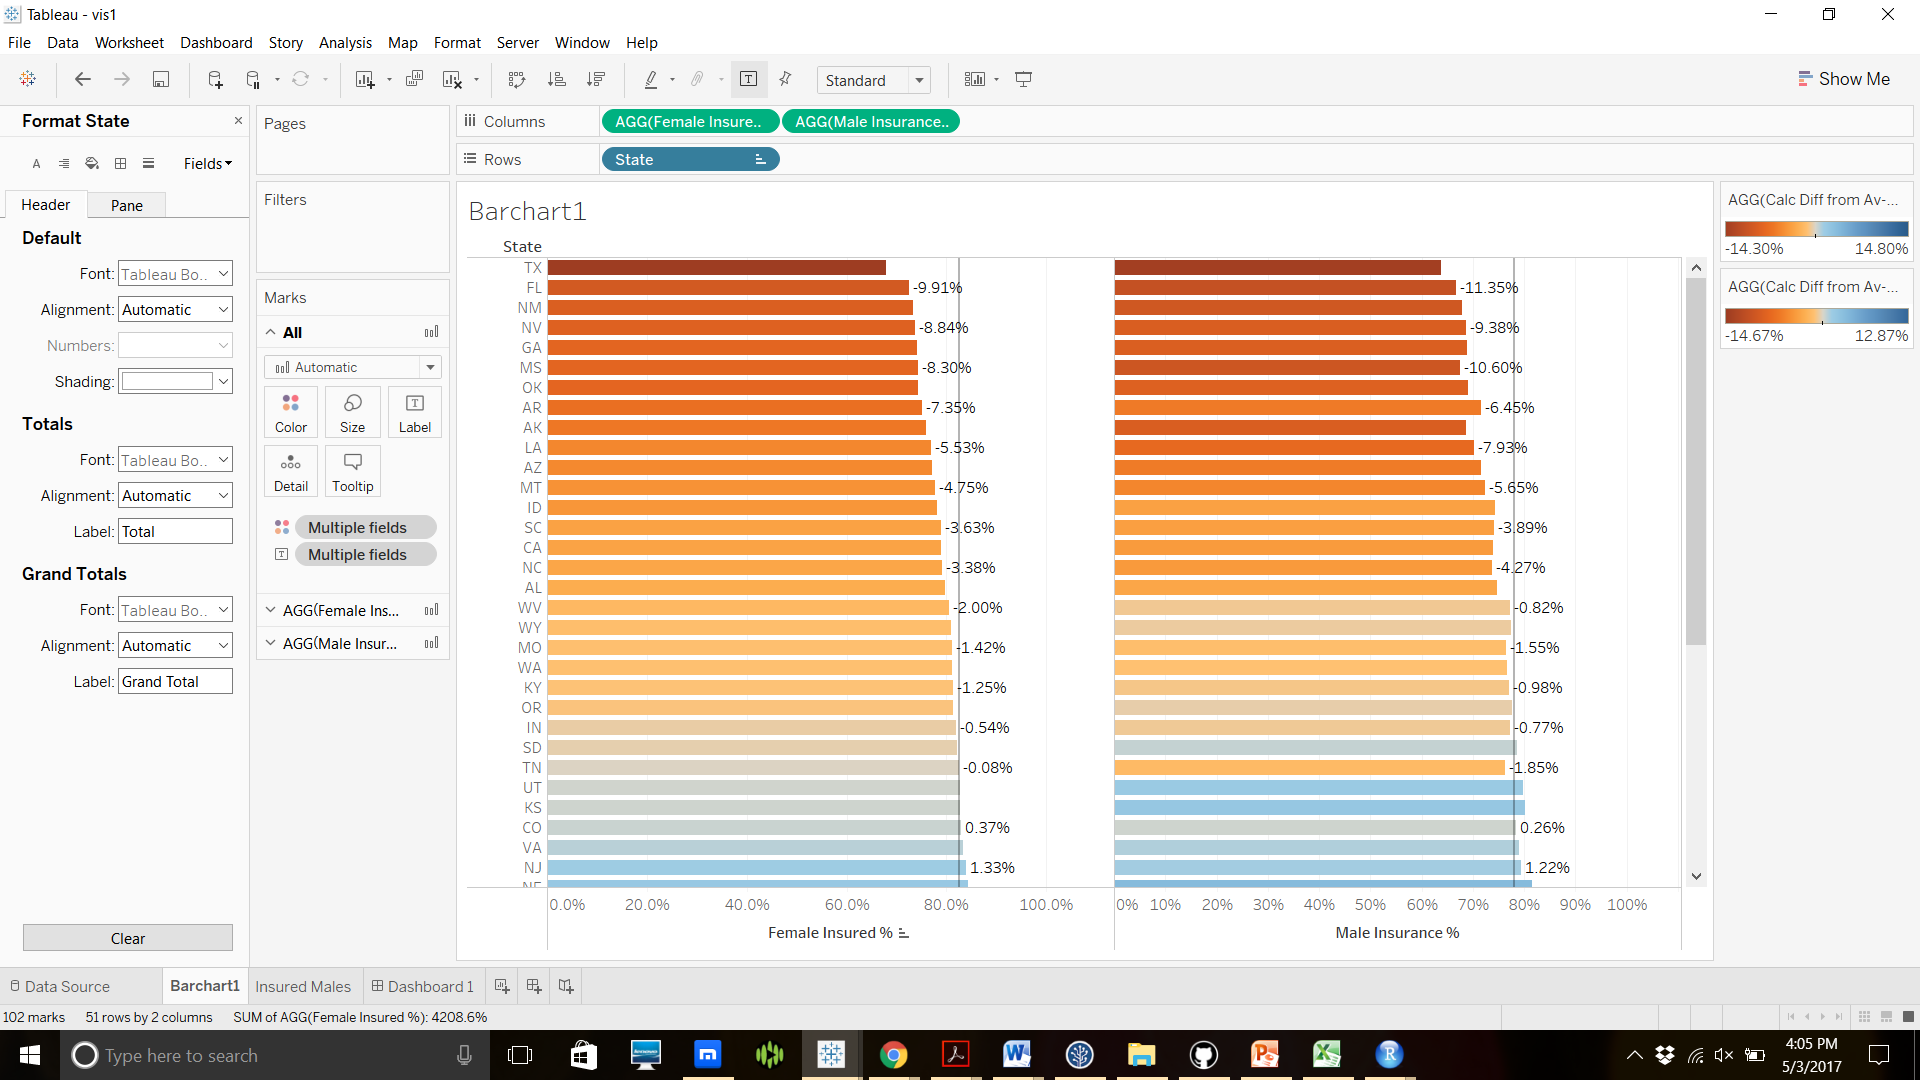 Tableau - vis1
File Data Worksheet Dashboard Story Analysis Map Format Server Window Help
Standard
Show Me
Format State
Fields
Header Pane
Default
Font: Tableau Bo..
Alignment: Automatic
Numbers:
Shading:
Totals
Font: Tableau Bo..
Alignment: Automatic
Label: Total
Grand Totals
Font: Tableau Bo..
Alignment: Automatic
Label: Grand Total
Clear
Pages
Filters
Marks
All
Automatic
Color Size Label
Detail Tooltip
Multiple fields
Multiple fields
AGG(Female Ins...
AGG(Male Insur...
Columns AGG(Female Insure.. AGG(Male Insurance..
Rows State
Barchart1
State
TX
FL -9.91% -11.35%
NM
NV -8.84% -9.38%
GA
MS -8.30% -10.60%
OK
AR -7.35% -6.45%
AK
LA -5.53% -7.93%
AZ
MT -4.75% -5.65%
ID
SC -3.63% -3.89%
CA
NC -3.38% -4.27%
AL
WV -2.00% -0.82%
WY
MO -1.42% -1.55%
WA
KY -1.25% -0.98%
OR
IN -0.54% -0.77%
SD
TN -0.08% -1.85%
UT
KS
CO 0.37% 0.26%
VA
NJ 1.33% 1.22%
0.0% 20.0% 40.0% 60.0% 80.0% 100.0% 0% 10% 20% 30% 40% 50% 60% 70% 80% 90% 100%
Female Insured % Male Insurance %
AGG(Calc Diff from Av-...
-14.30% 14.80%
AGG(Calc Diff from Av-...
-14.67% 12.87%
Data Source Barchart1 Insured Males Dashboard 1
102 marks 51 rows by 2 columns SUM of AGG(Female Insured %): 4208.6%
Type here to search
4:05 PM
5/3/2017